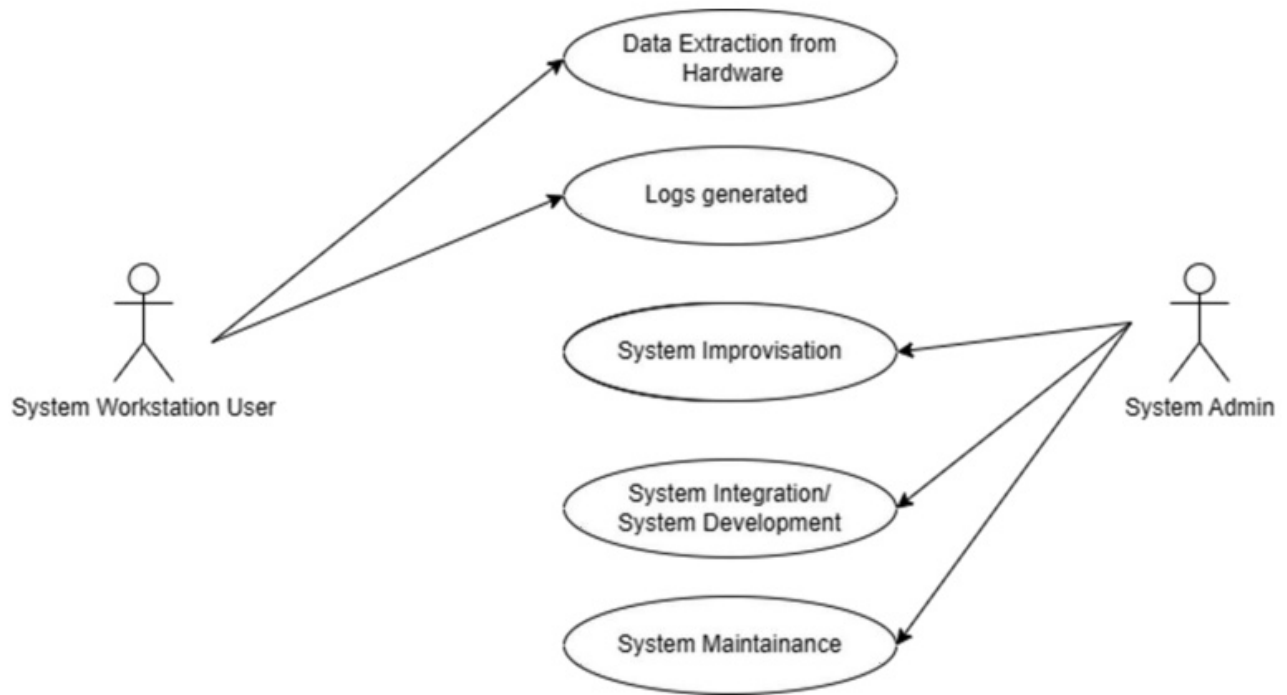 Data Extraction from
Hardware
Logs generated
System Improvisation
System Workstation User
System Admin
System Integration/
System Development
System Maintainance